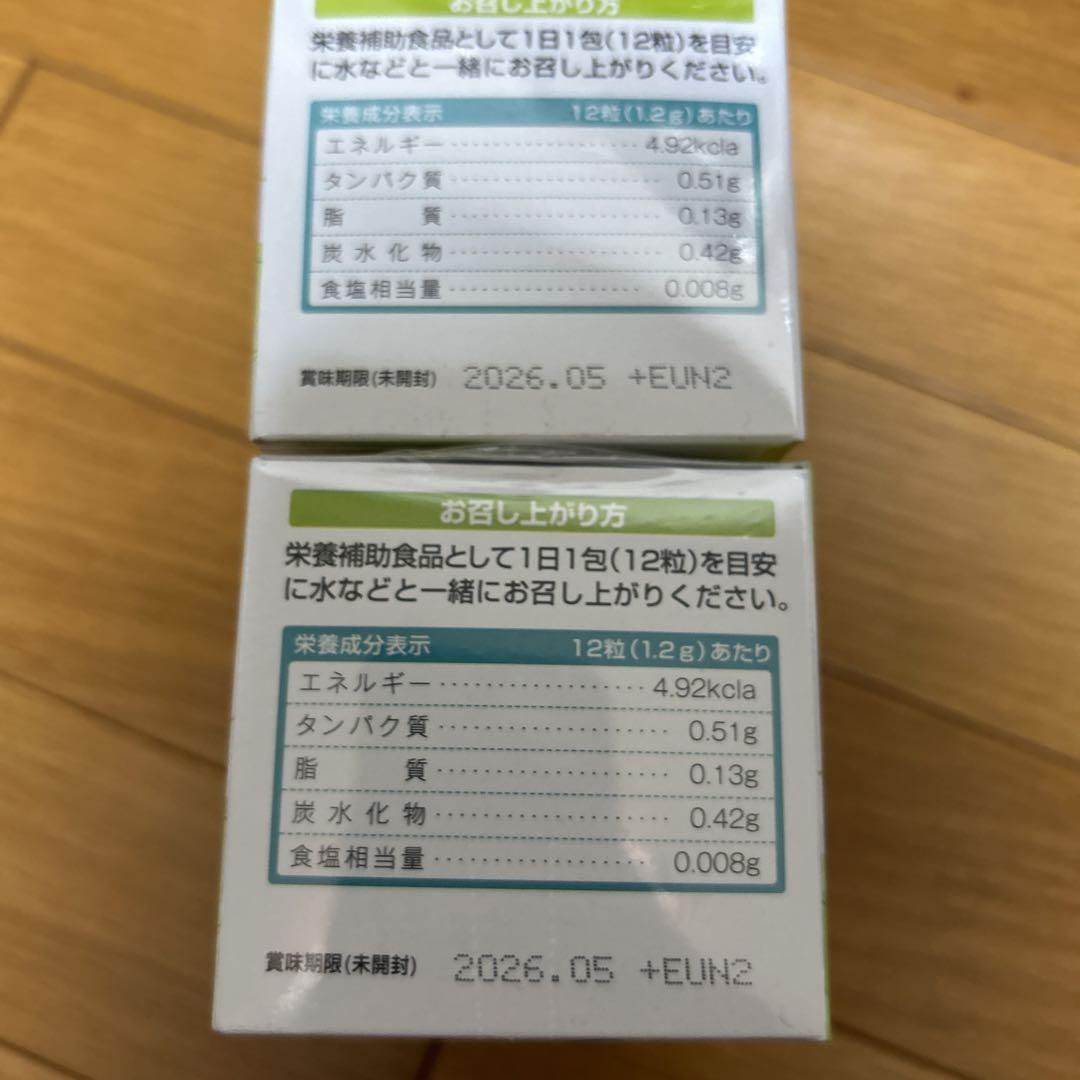 お召し上がり方
栄養補助食品として1日1包(12粒)を目安
に水などと一緒にお召し上がりください。
栄養成分表示 12粒(1.2g)あたり
エネルギー 4.92kcla
タンパク質 0.51g
脂質 0.13g
炭水化物 0.42g
食塩相当量 0.008g
賞味期限(未開封) 2026.05 +EUN2
お召し上がり方
栄養補助食品として1日1包(12粒)を目安
に水などと一緒にお召し上がりください。
栄養成分表示 12粒(1.2g)あたり
エネルギー 4.92kcla
タンパク質 0.51g
脂質 0.13g
炭水化物 0.42g
食塩相当量 0.008g
賞味期限(未開封) 2026.05 +EUN2